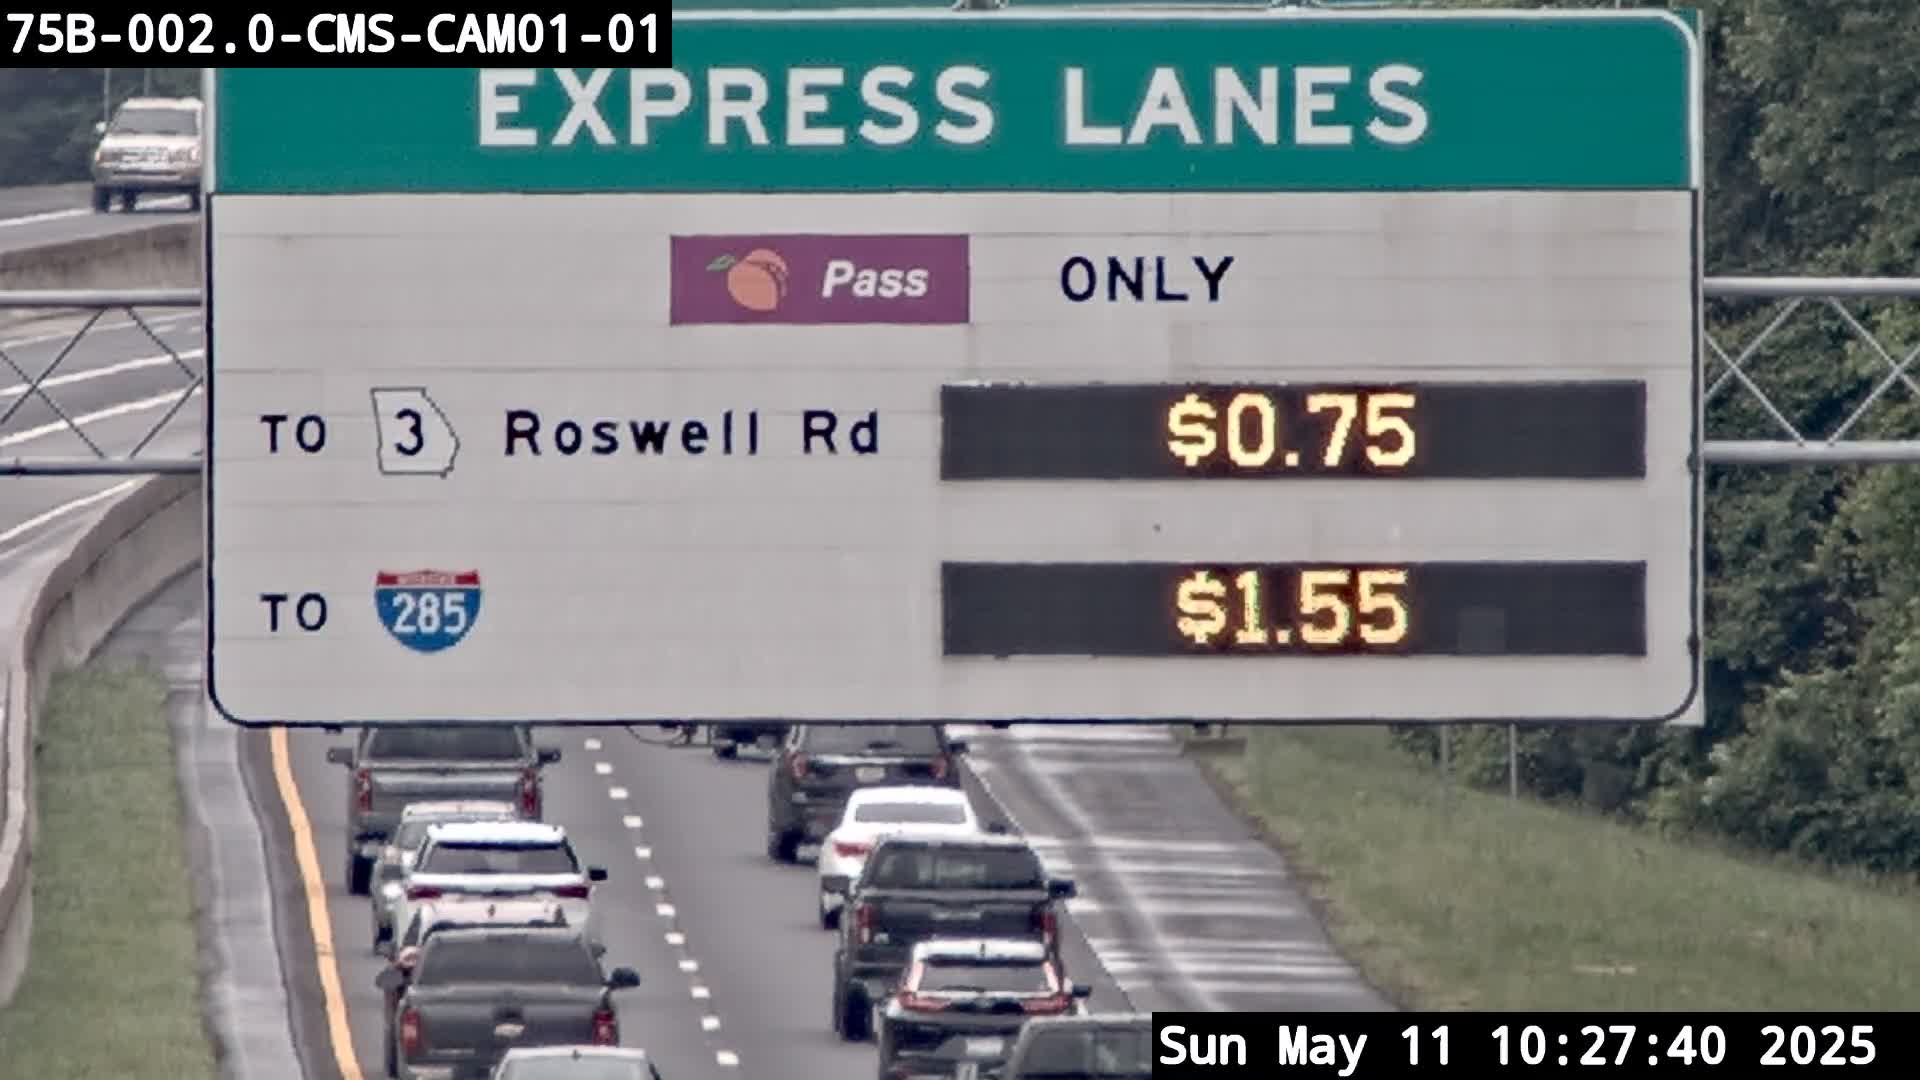 75B-002.0-CMS-CAM01-01
EXPRESS LANES
Pass ONLY
TO 3 Roswell Rd $0.75
TO 285 $1.55
Sun May 11 10:27:40 2025